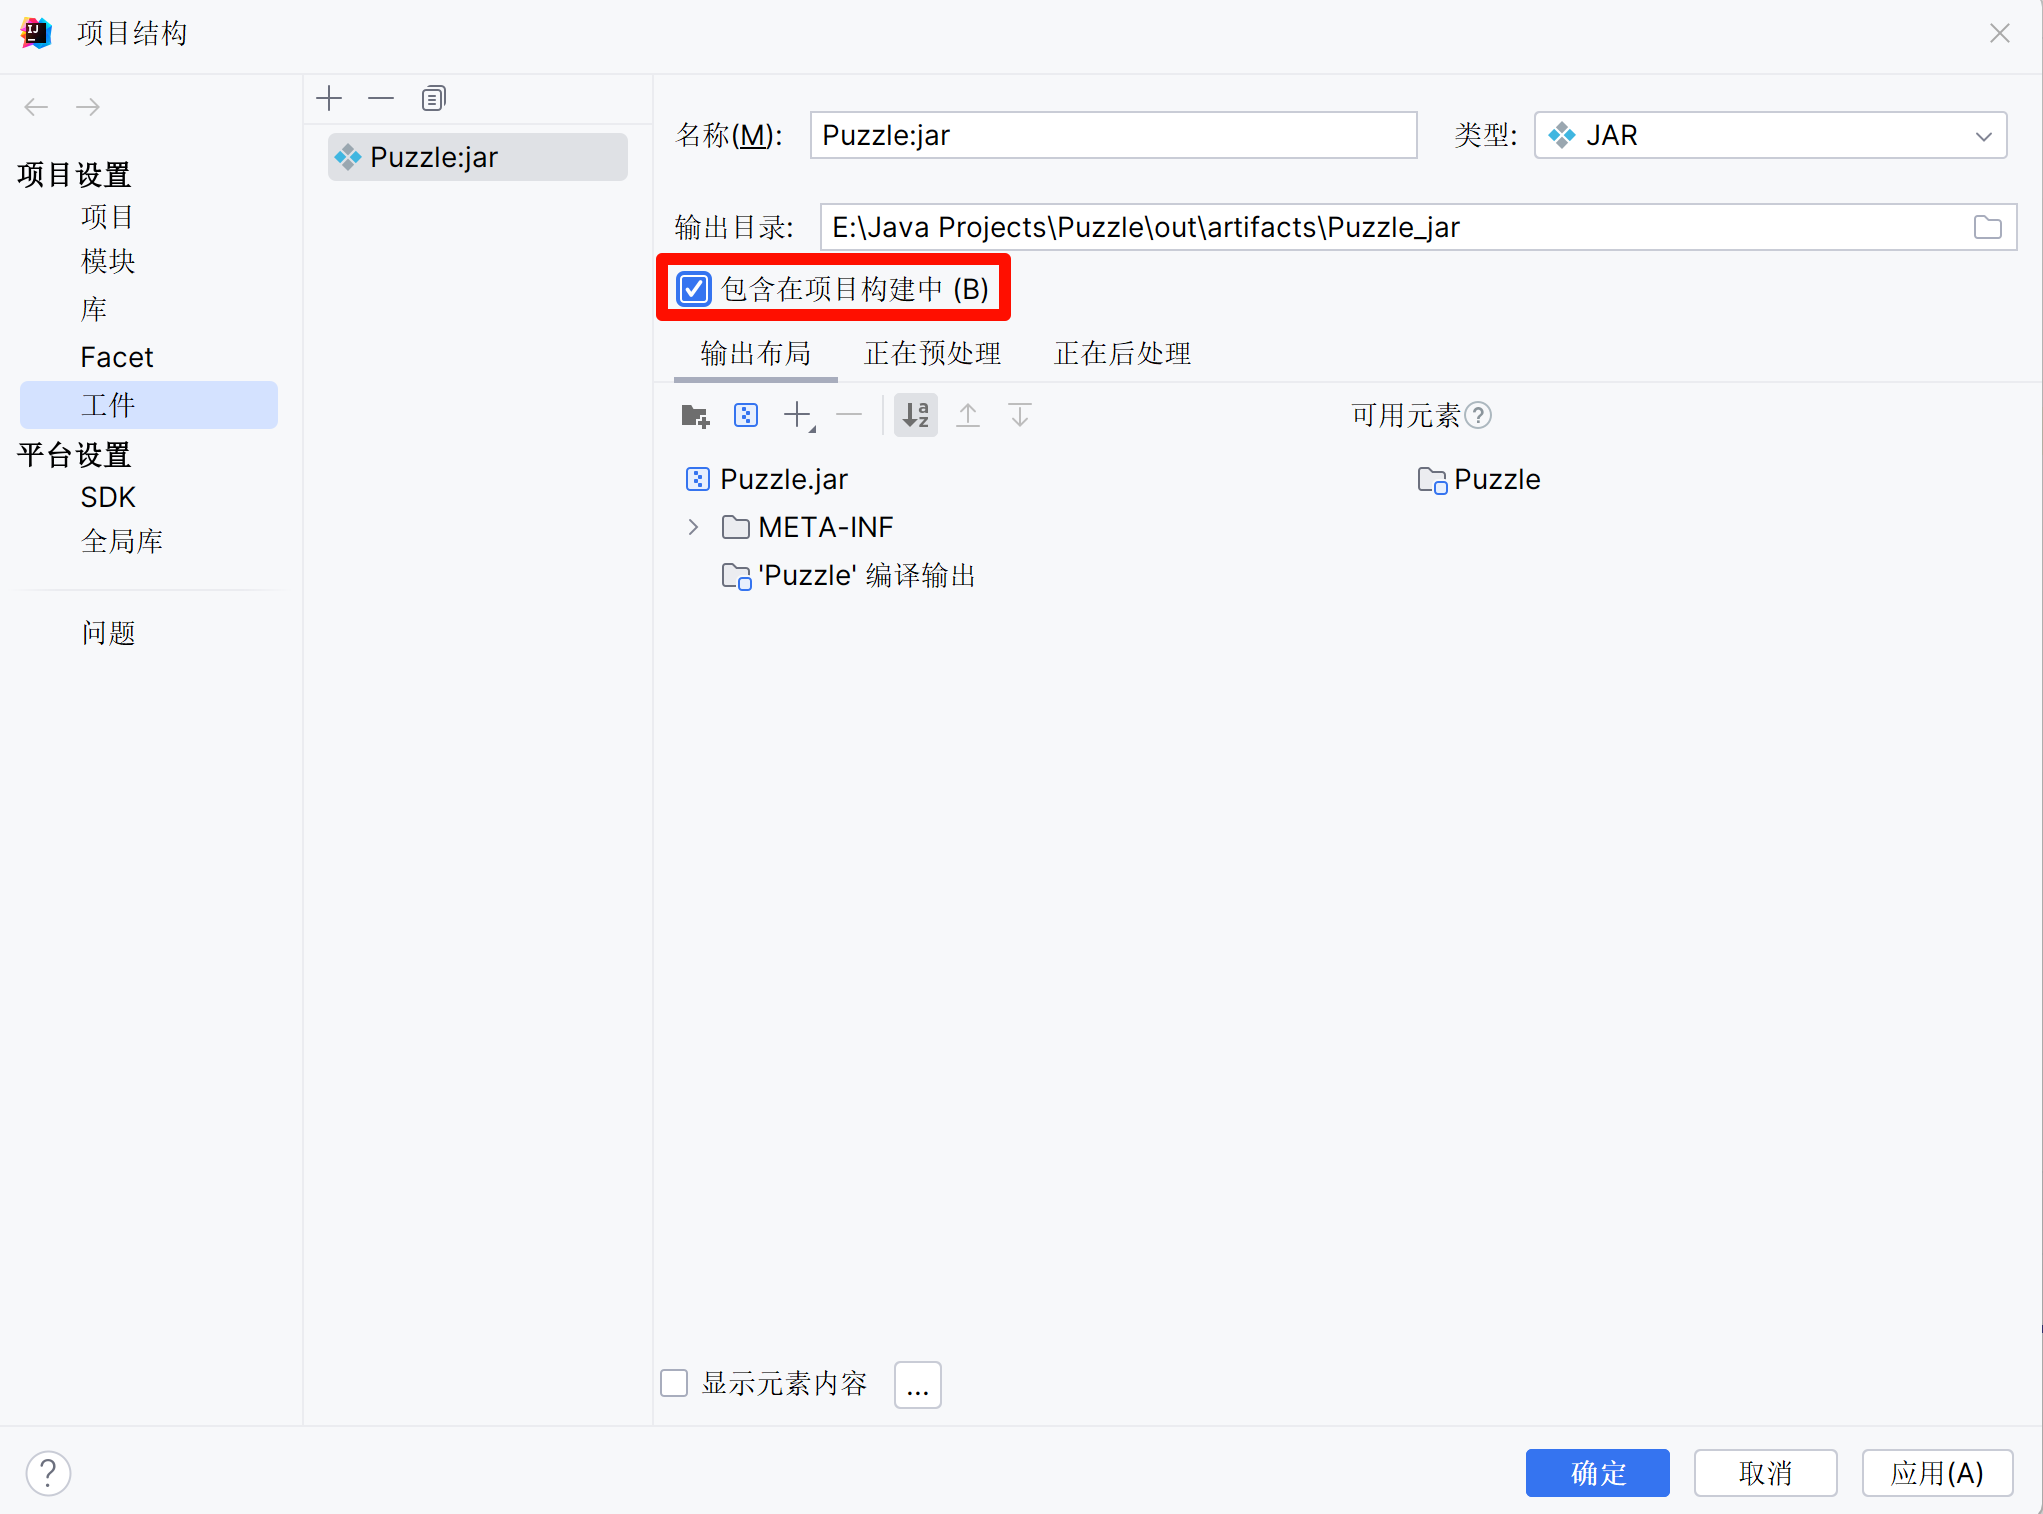 项目结构
项目设置
项目
模块
库
Facet
工件
平台设置
SDK
全局库
问题
Puzzle:jar
名称(M): Puzzle:jar 类型: JAR
输出目录: E:\Java Projects\Puzzle\out\artifacts\Puzzle_jar
包含在项目构建中 (B)
输出布局 正在预处理 正在后处理
可用元素
Puzzle.jar
META-INF
'Puzzle' 编译输出
Puzzle
显示元素内容 ...
确定 取消 应用(A)